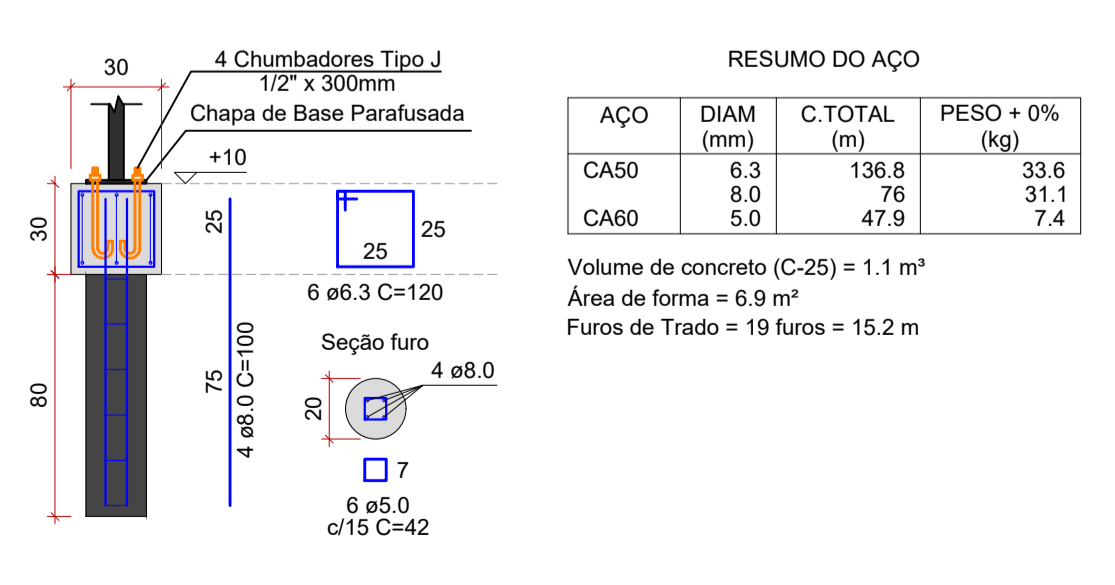 30
4 Chumbadores Tipo J
1/2" x 300mm
Chapa de Base Parafusada
+10
30
25
25
25
6 ø6.3 C=120
80
75
4 ø8.0 C=100
Seção furo
4 ø8.0
20
7
6 ø5.0
c/15 C=42
RESUMO DO AÇO
AÇO DIAM C.TOTAL PESO + 0%
(mm) (m) (kg)
CA50 6.3 136.8 33.6
8.0 76 31.1
CA60 5.0 47.9 7.4
Volume de concreto (C-25) = 1.1 m³
Área de forma = 6.9 m²
Furos de Trado = 19 furos = 15.2 m